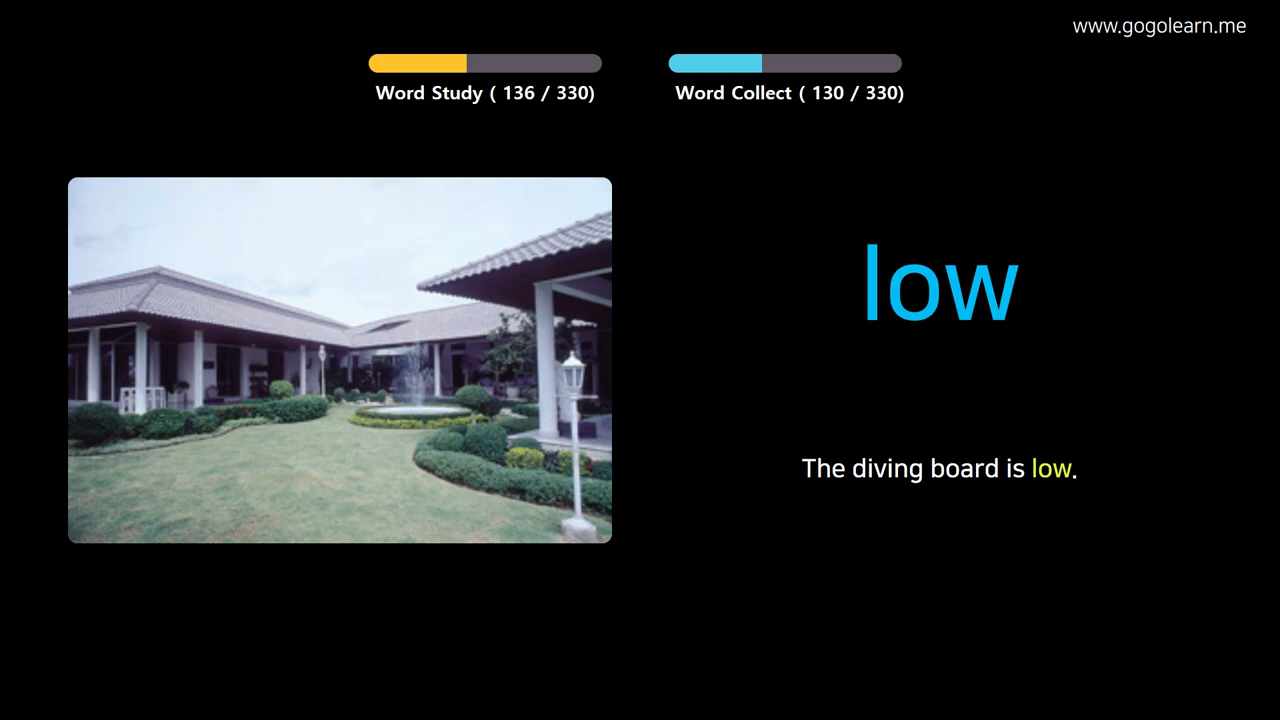 www.gogolearn.me
Word Study ( 136 / 330)
Word Collect ( 130 / 330)
low
The diving board is low.